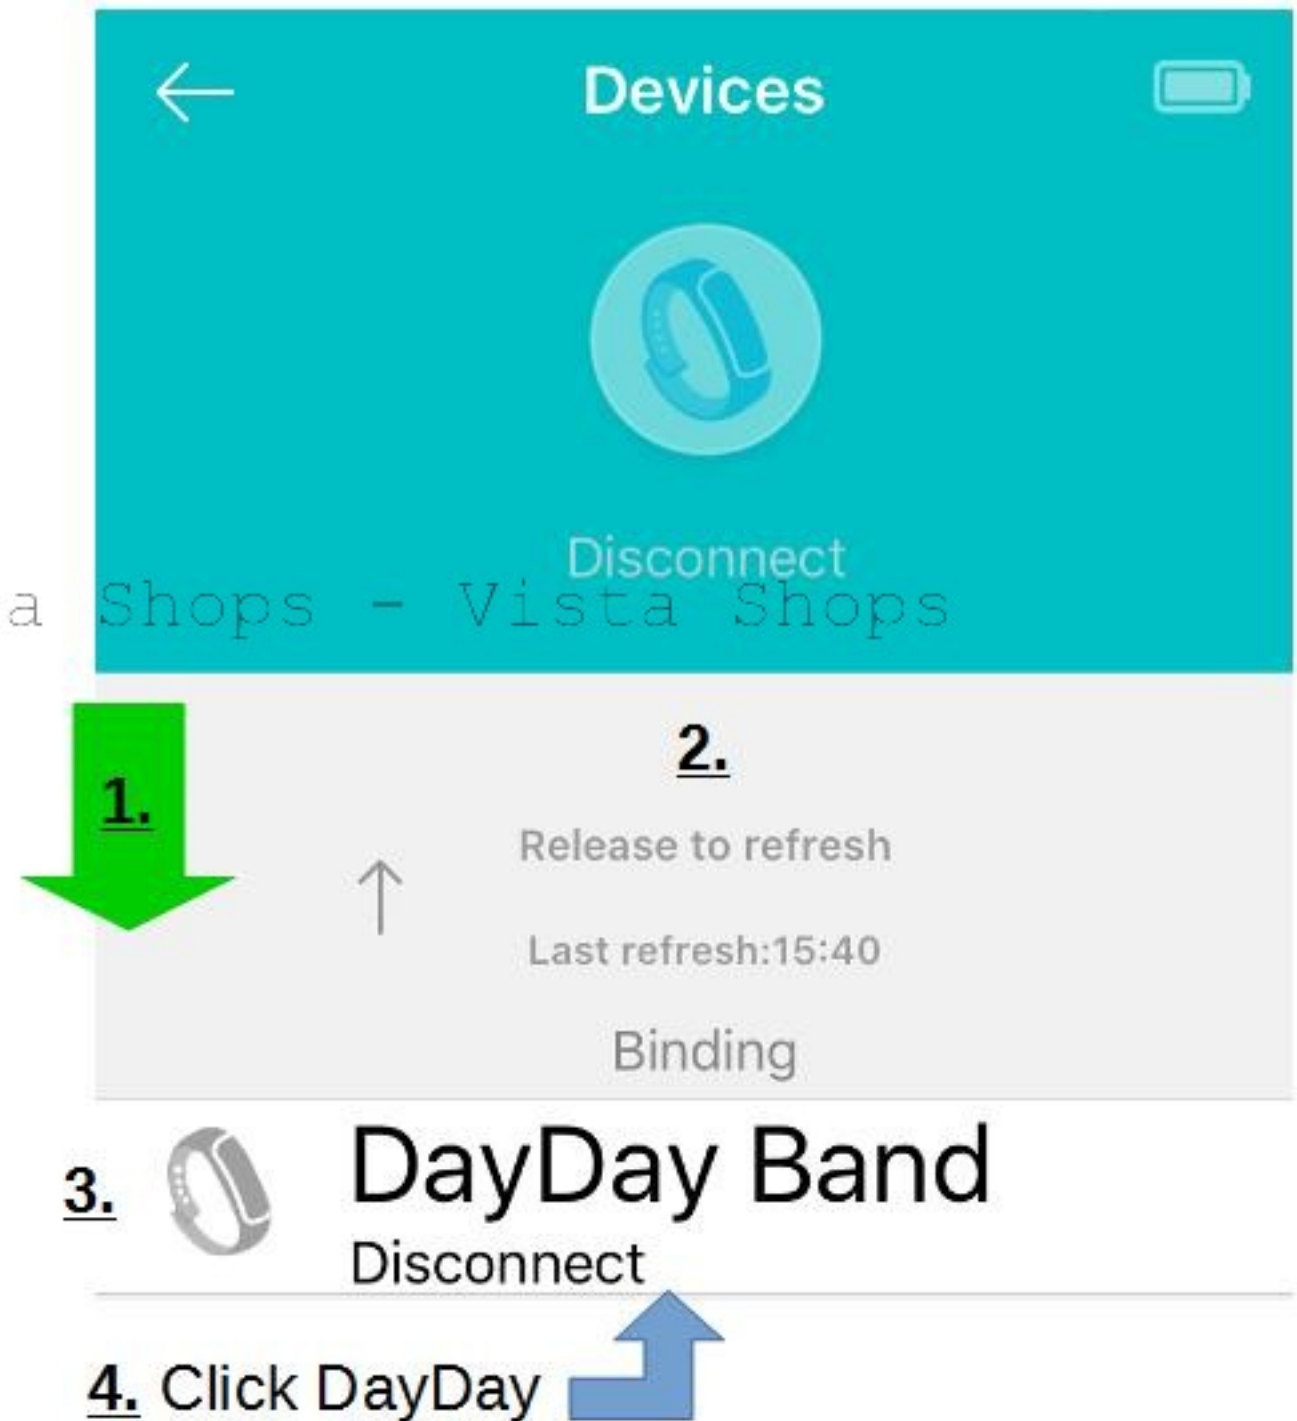 Devices
Disconnect
a Shops - Vista Shops
1.
2.
Release to refresh
Last refresh:15:40
Binding
3.
DayDay Band
Disconnect
4. Click DayDay